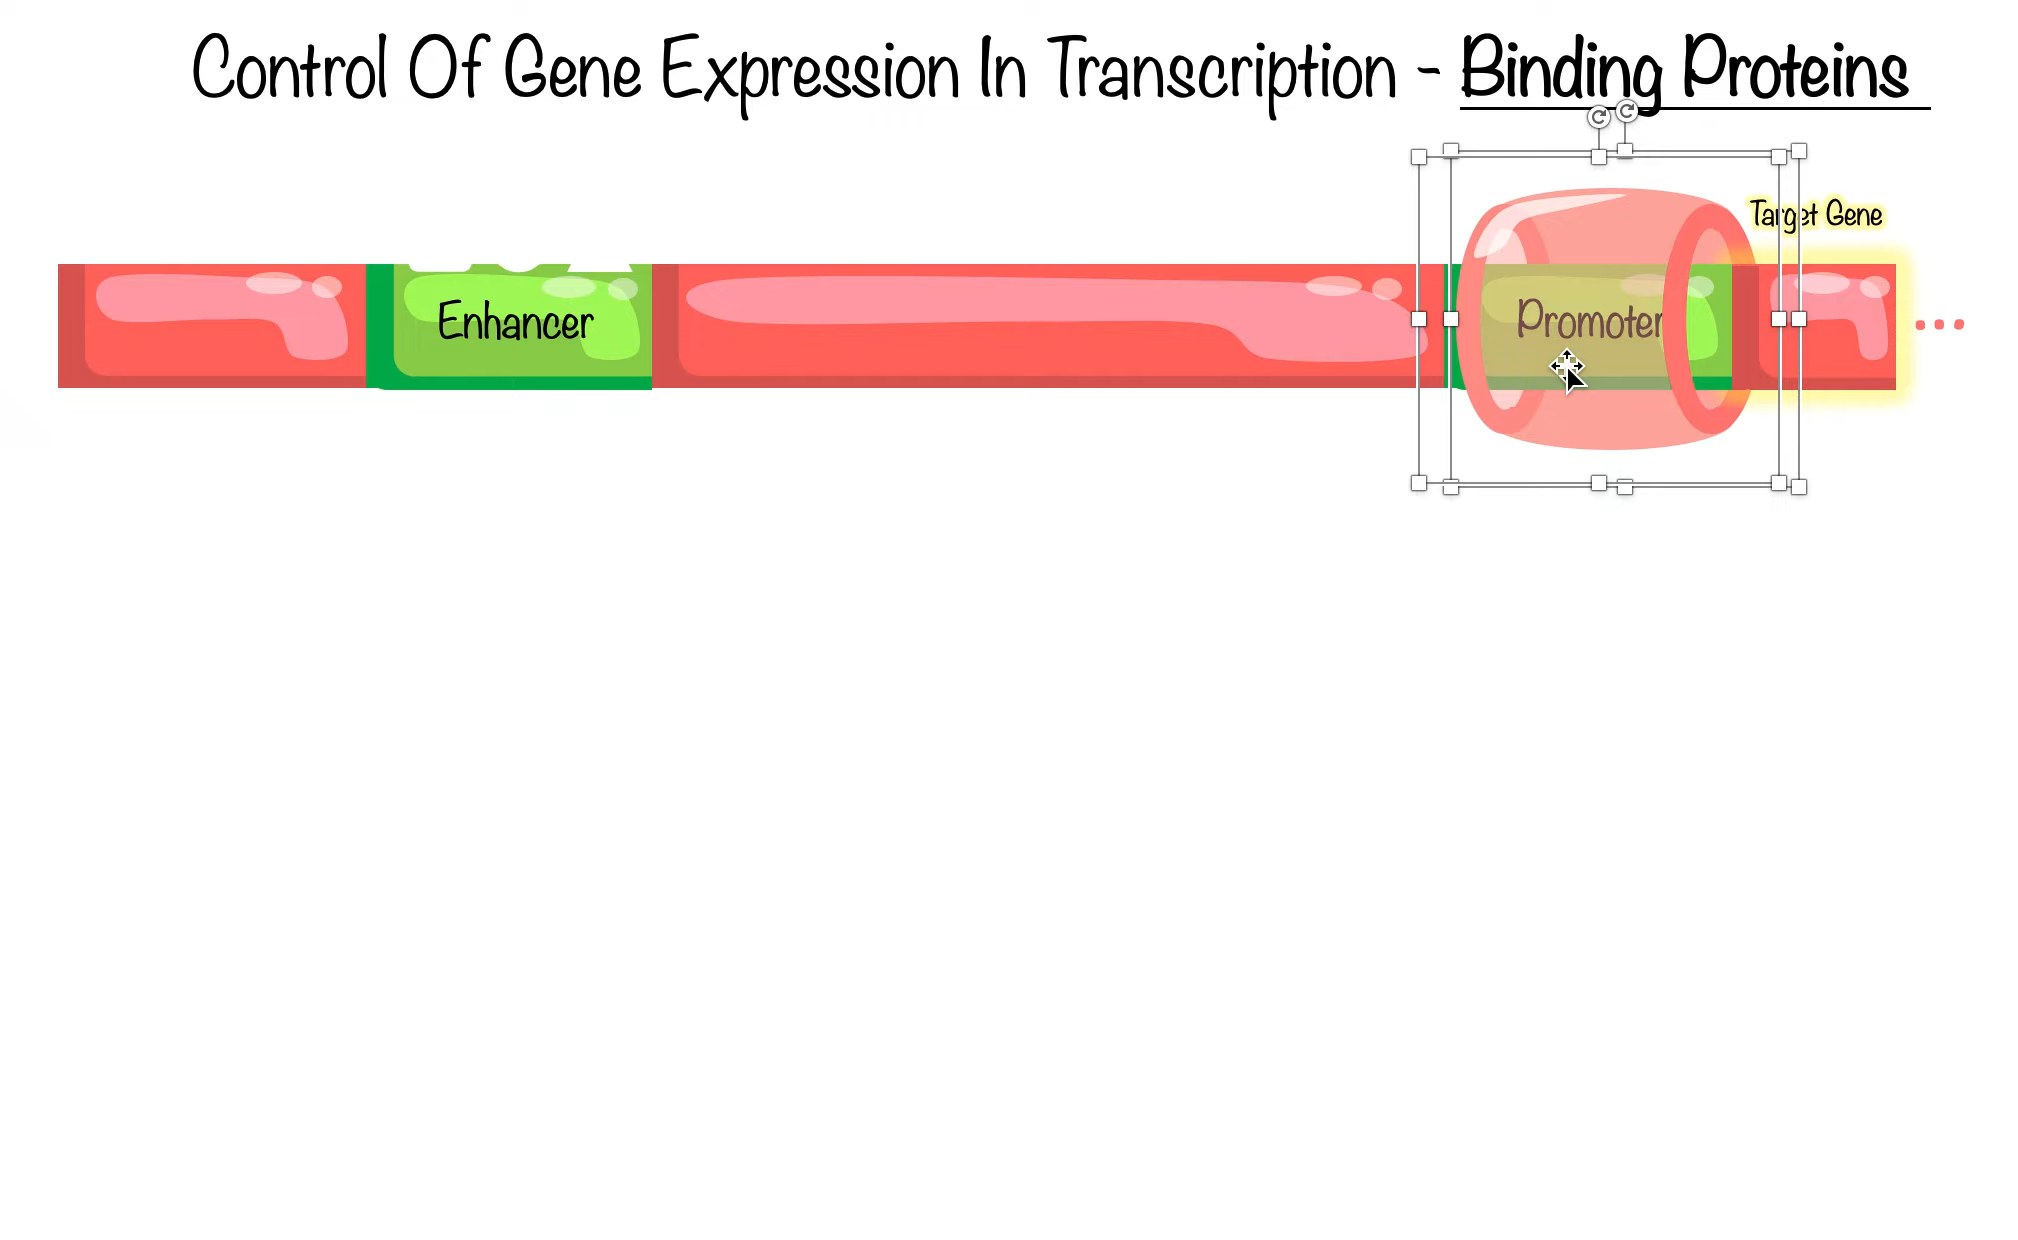 Control Of Gene Expression In Transcription - Binding Proteins
Target Gene
Enhancer
Promoter
...